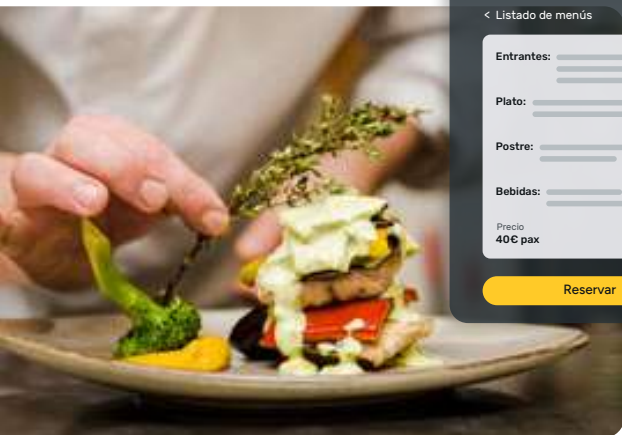 < Listado de menús
Entrantes:
Plato:
Postre:
Bebidas:
Precio
40€ pax
Reservar